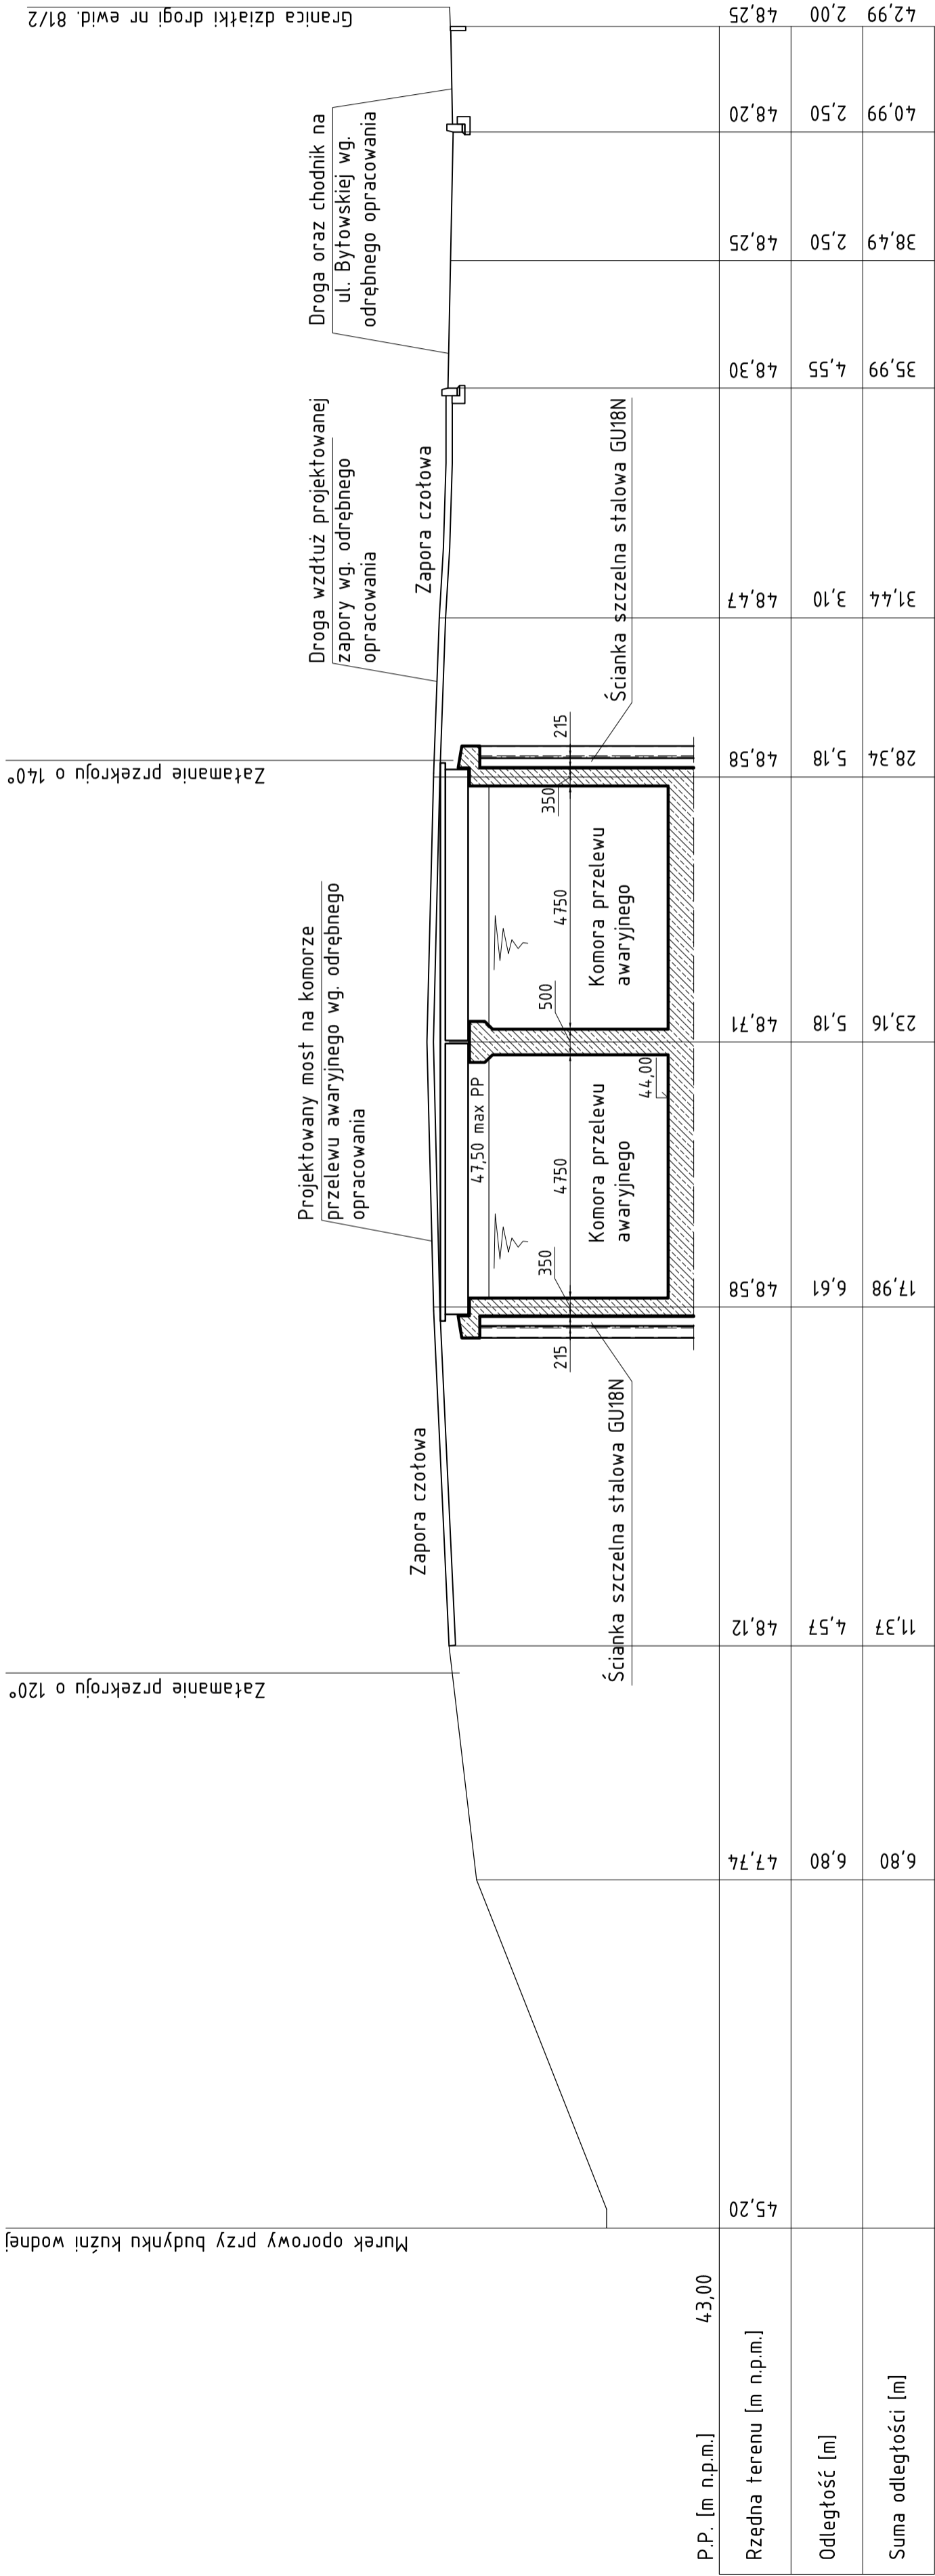 Murek oporowy przy budynku kuźni wodnej
Załamanie przekroju o 120°
Załamanie przekroju o 140°
Granica działki drogi nr ewid. 81/2
Projektowany most na komorze
przelewu awaryjnego wg. odrębnego
opracowania
Droga wzdłuż projektowanej
zapory wg. odrębnego
opracowania
Droga oraz chodnik na
ul. Bytowskiej wg.
odrębnego opracowania
Zapora czołowa
Zapora czołowa
47,50 max PP
215
350
4750
500
4750
350
215
Komora przelewu
awaryjnego
Komora przelewu
awaryjnego
44,00
Ścianka szczelna stalowa GU18N
Ścianka szczelna stalowa GU18N
P.P. [m n.p.m.] 43,00
Rzędna terenu [m n.p.m.] 45,20 47,74 48,12 48,58 48,71 48,58 48,47 48,30 48,25 48,20 48,25
Odległość [m] 6,80 4,57 6,61 5,18 5,18 3,10 4,55 2,50 2,50 2,00
Suma odległości [m] 6,80 11,37 17,98 23,16 28,34 31,44 35,99 38,49 40,99 42,99